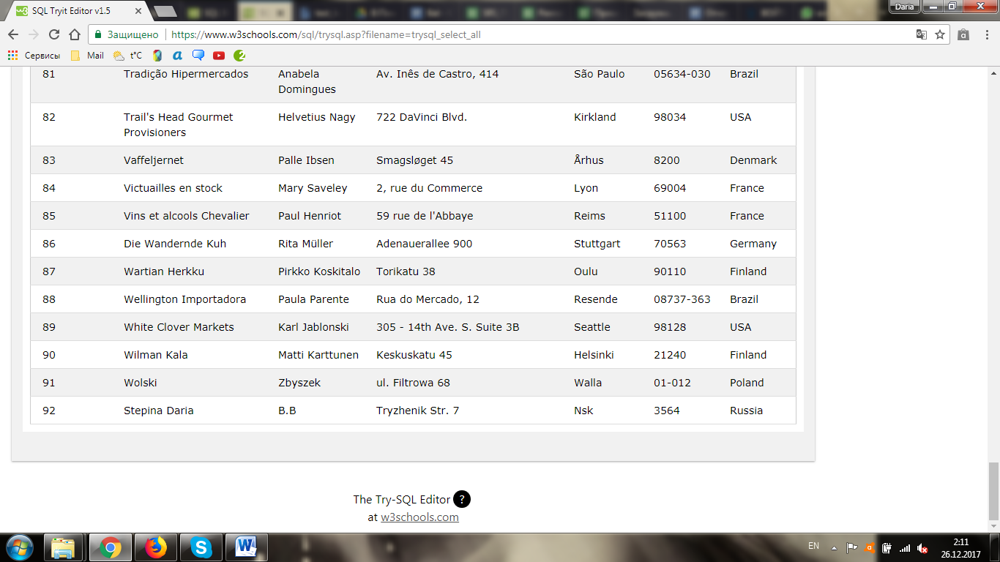 SQL Tryit Editor v1.5
Daria
Защищено https://www.w3schools.com/sql/trysql.asp?filename=trysql_select_all
Сервисы Mail t°C
81 Tradição Hipermercados Anabela Domingues Av. Inês de Castro, 414 São Paulo 05634-030 Brazil
82 Trail's Head Gourmet Provisioners Helvetius Nagy 722 DaVinci Blvd. Kirkland 98034 USA
83 Vaffeljernet Palle Ibsen Smagsløget 45 Århus 8200 Denmark
84 Victuailles en stock Mary Saveley 2, rue du Commerce Lyon 69004 France
85 Vins et alcools Chevalier Paul Henriot 59 rue de l'Abbaye Reims 51100 France
86 Die Wandernde Kuh Rita Müller Adenauerallee 900 Stuttgart 70563 Germany
87 Wartian Herkku Pirkko Koskitalo Torikatu 38 Oulu 90110 Finland
88 Wellington Importadora Paula Parente Rua do Mercado, 12 Resende 08737-363 Brazil
89 White Clover Markets Karl Jablonski 305 - 14th Ave. S. Suite 3B Seattle 98128 USA
90 Wilman Kala Matti Karttunen Keskuskatu 45 Helsinki 21240 Finland
91 Wolski Zbyszek ul. Filtrowa 68 Walla 01-012 Poland
92 Stepina Daria B.B Tryzhenik Str. 7 Nsk 3564 Russia
The Try-SQL Editor ?
at w3schools.com
EN 2:11
26.12.2017